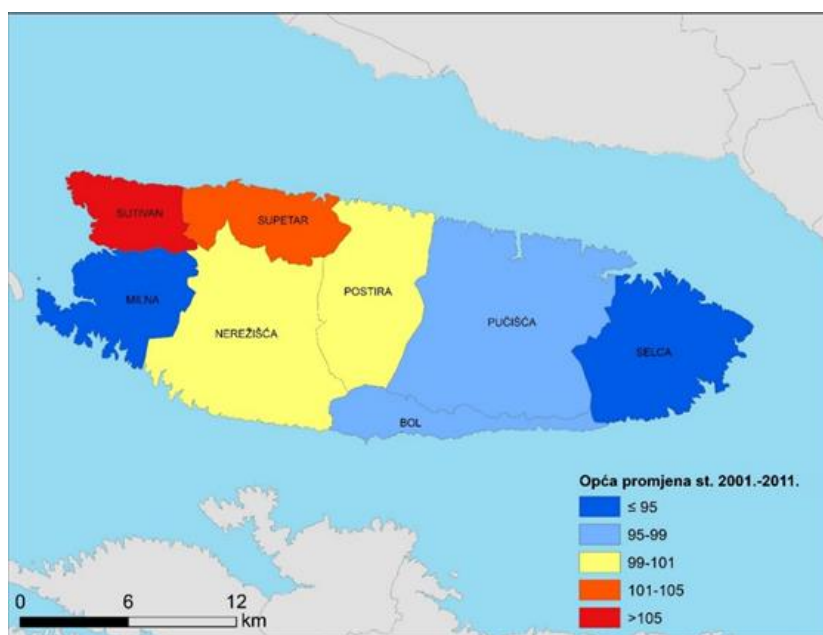 SUTIVAN
SUPETAR
MILNA
NEREŽIŠĆA
POSTIRA
PUČIŠĆA
SELCA
BOL
Opća promjena st. 2001.-2011.
≤ 95
95-99
99-101
101-105
>105
0 6 12
km